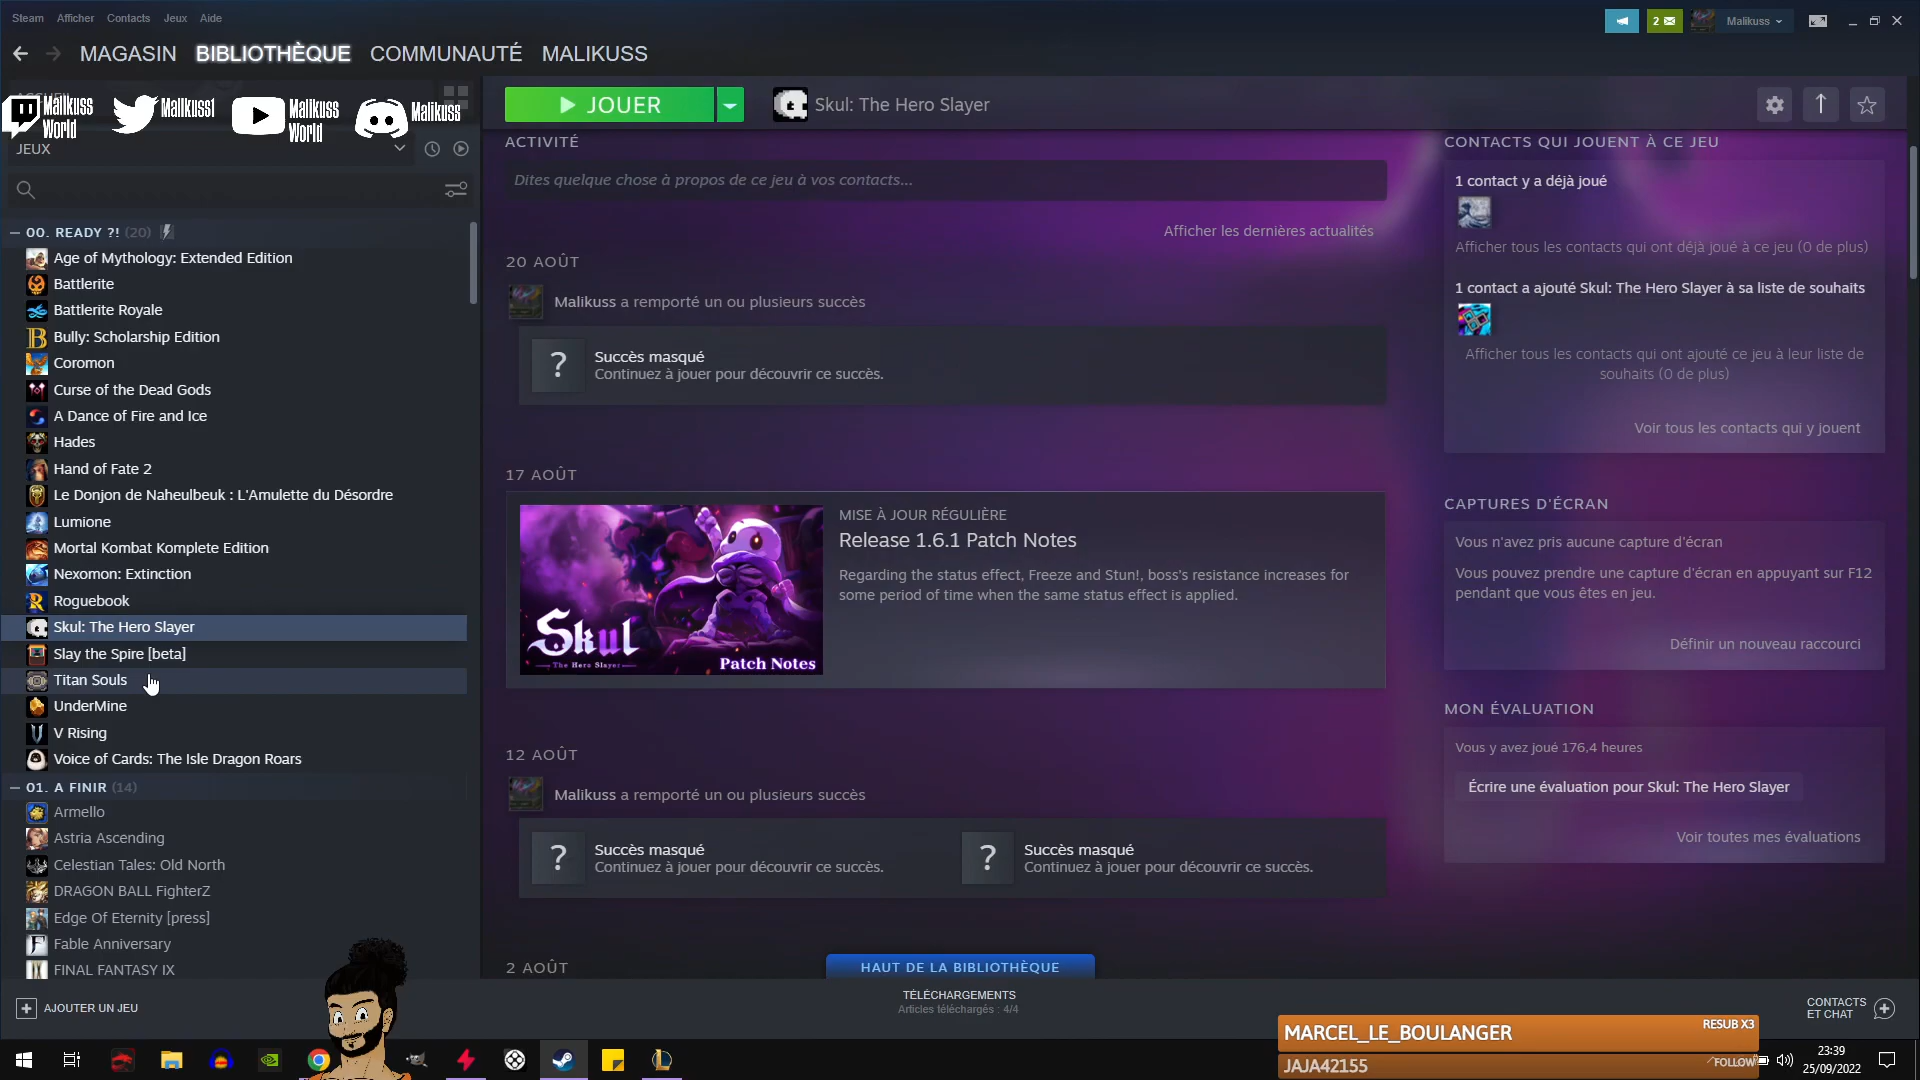 Steam Afficher Contacts Jeux Aide
2
Malikuss
MAGASIN BIBLIOTHÈQUE COMMUNAUTÉ MALIKUSS
Malikuss World
Malikuss1
Malikuss World
Malikuss
JEUX
00. READY ?! (20)
Age of Mythology: Extended Edition
Battlerite
Battlerite Royale
Bully: Scholarship Edition
Coromon
Curse of the Dead Gods
A Dance of Fire and Ice
Hades
Hand of Fate 2
Le Donjon de Naheulbeuk : L'Amulette du Désordre
Lumione
Mortal Kombat Komplete Edition
Nexomon: Extinction
Roguebook
Skul: The Hero Slayer
Slay the Spire [beta]
Titan Souls
UnderMine
V Rising
Voice of Cards: The Isle Dragon Roars
01. A FINIR (14)
Armello
Astria Ascending
Celestian Tales: Old North
DRAGON BALL FighterZ
Edge Of Eternity [press]
Fable Anniversary
FINAL FANTASY IX
AJOUTER UN JEU
JOUER
Skul: The Hero Slayer
ACTIVITÉ
Dites quelque chose à propos de ce jeu à vos contacts...
Afficher les dernières actualités
20 AOÛT
Malikuss a remporté un ou plusieurs succès
?
Succès masqué
Continuez à jouer pour découvrir ce succès.
17 AOÛT
Skul
The Hero Slayer
Patch Notes
MISE À JOUR RÉGULIÈRE
Release 1.6.1 Patch Notes
Regarding the status effect, Freeze and Stun!, boss's resistance increases for
some period of time when the same status effect is applied.
12 AOÛT
Malikuss a remporté un ou plusieurs succès
?
Succès masqué
Continuez à jouer pour découvrir ce succès.
?
Succès masqué
Continuez à jouer pour découvrir ce succès.
2 AOÛT
HAUT DE LA BIBLIOTHÈQUE
CONTACTS QUI JOUENT À CE JEU
1 contact y a déjà joué
Afficher tous les contacts qui ont déjà joué à ce jeu (0 de plus)
1 contact a ajouté Skul: The Hero Slayer à sa liste de souhaits
Afficher tous les contacts qui ont ajouté ce jeu à leur liste de
souhaits (0 de plus)
Voir tous les contacts qui y jouent
CAPTURES D'ÉCRAN
Vous n'avez pris aucune capture d'écran
Vous pouvez prendre une capture d'écran en appuyant sur F12
pendant que vous êtes en jeu.
Définir un nouveau raccourci
MON ÉVALUATION
Vous y avez joué 176,4 heures
Écrire une évaluation pour Skul: The Hero Slayer
Voir toutes mes évaluations
TÉLÉCHARGEMENTS
Articles téléchargés : 4/4
CONTACTS
ET CHAT
MARCEL_LE_BOULANGER
RESUB X3
JAJA42155
FOLLOW
23:39
25/09/2022